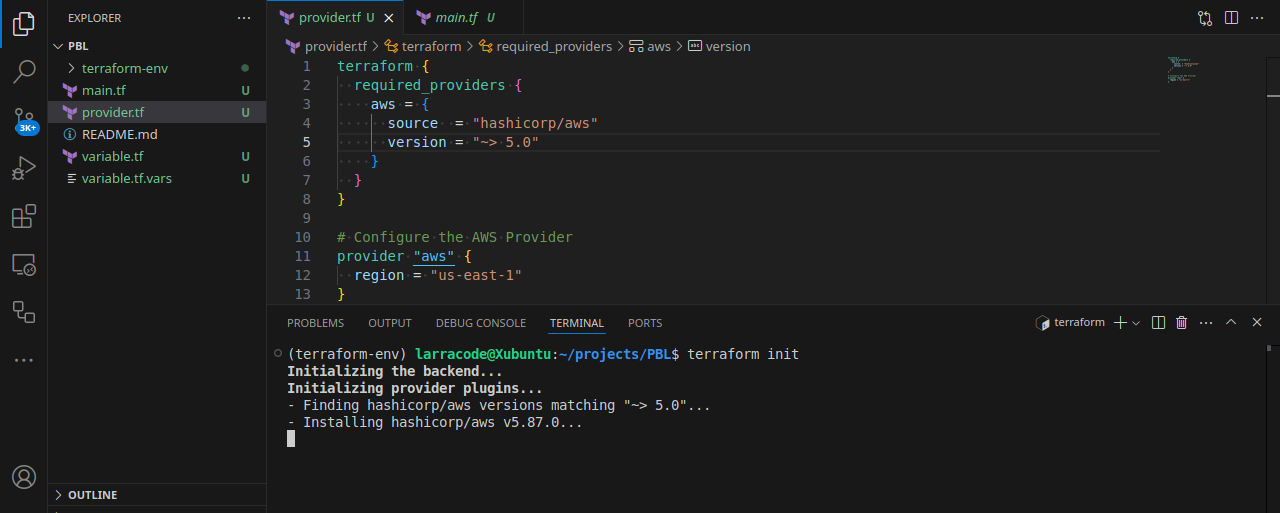 EXPLORER
PBL
terraform-env
main.tf U
provider.tf U
README.md
variable.tf U
variable.tf.vars U
3K+
OUTLINE
provider.tf U
main.tf U
provider.tf > terraform > required_providers > aws > abc version
1 terraform {
2 required_providers {
3 aws = {
4 source = "hashicorp/aws"
5 version = "~> 5.0"
6 }
7 }
8 }
9
10 # Configure the AWS Provider
11 provider "aws" {
12 region = "us-east-1"
13 }
PROBLEMS OUTPUT DEBUG CONSOLE TERMINAL PORTS
terraform
(terraform-env) larracode@Xubuntu:~/projects/PBL$ terraform init
Initializing the backend...
Initializing provider plugins...
- Finding hashicorp/aws versions matching "~> 5.0"...
- Installing hashicorp/aws v5.87.0...